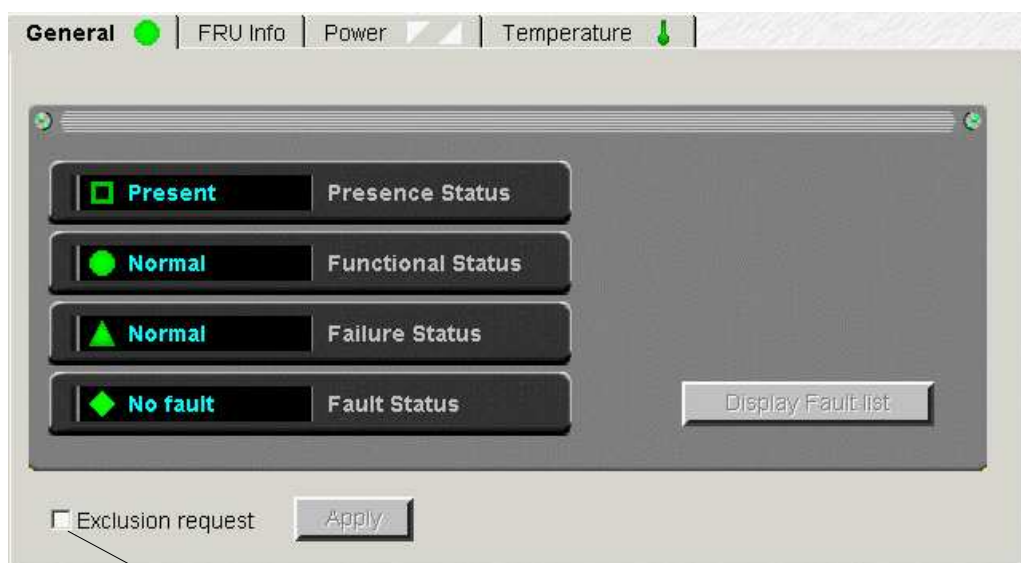 General FRU Info Power Temperature
Present Presence Status
Normal Functional Status
Normal Failure Status
No fault Fault Status
Display Fault list
Exclusion request Apply